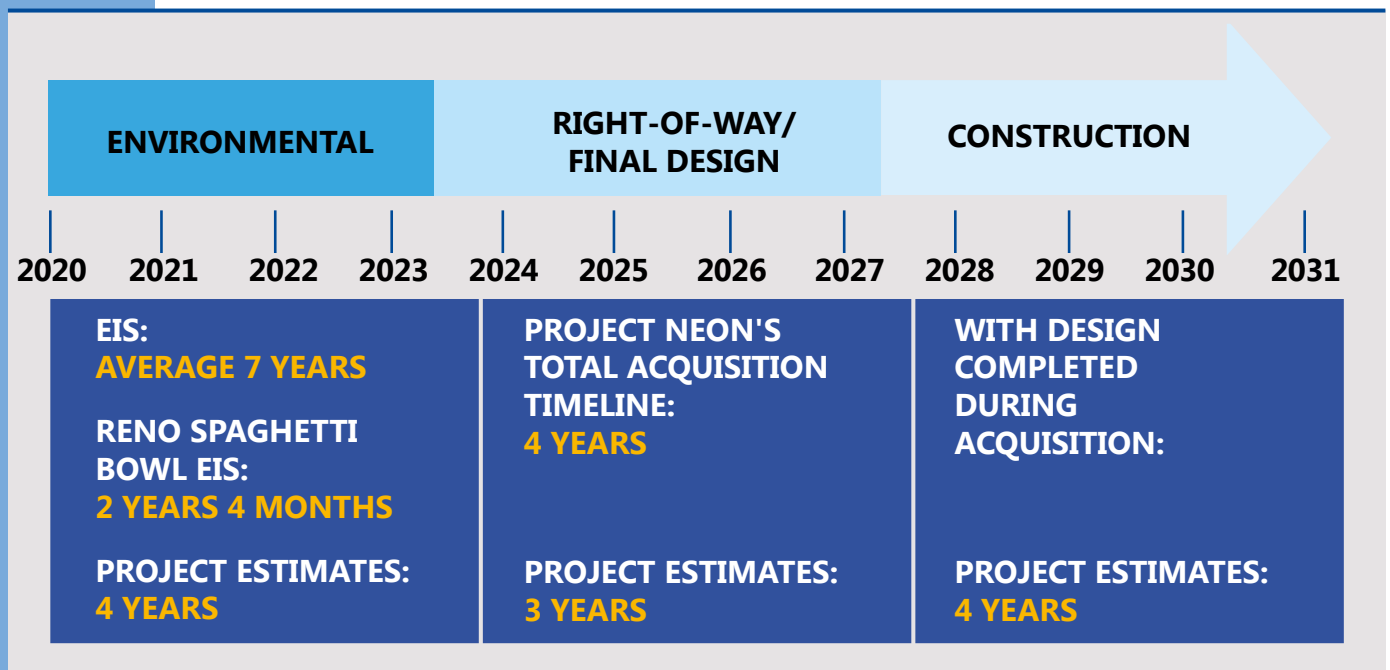 ENVIRONMENTAL
RIGHT-OF-WAY/
FINAL DESIGN
CONSTRUCTION
2020 2021 2022 2023 2024 2025 2026 2027 2028 2029 2030 2031
EIS:
AVERAGE 7 YEARS
RENO SPAGHETTI
BOWL EIS:
2 YEARS 4 MONTHS
PROJECT ESTIMATES:
4 YEARS
PROJECT NEON'S
TOTAL ACQUISITION
TIMELINE:
4 YEARS
PROJECT ESTIMATES:
3 YEARS
WITH DESIGN
COMPLETED
DURING
ACQUISITION:
PROJECT ESTIMATES:
4 YEARS